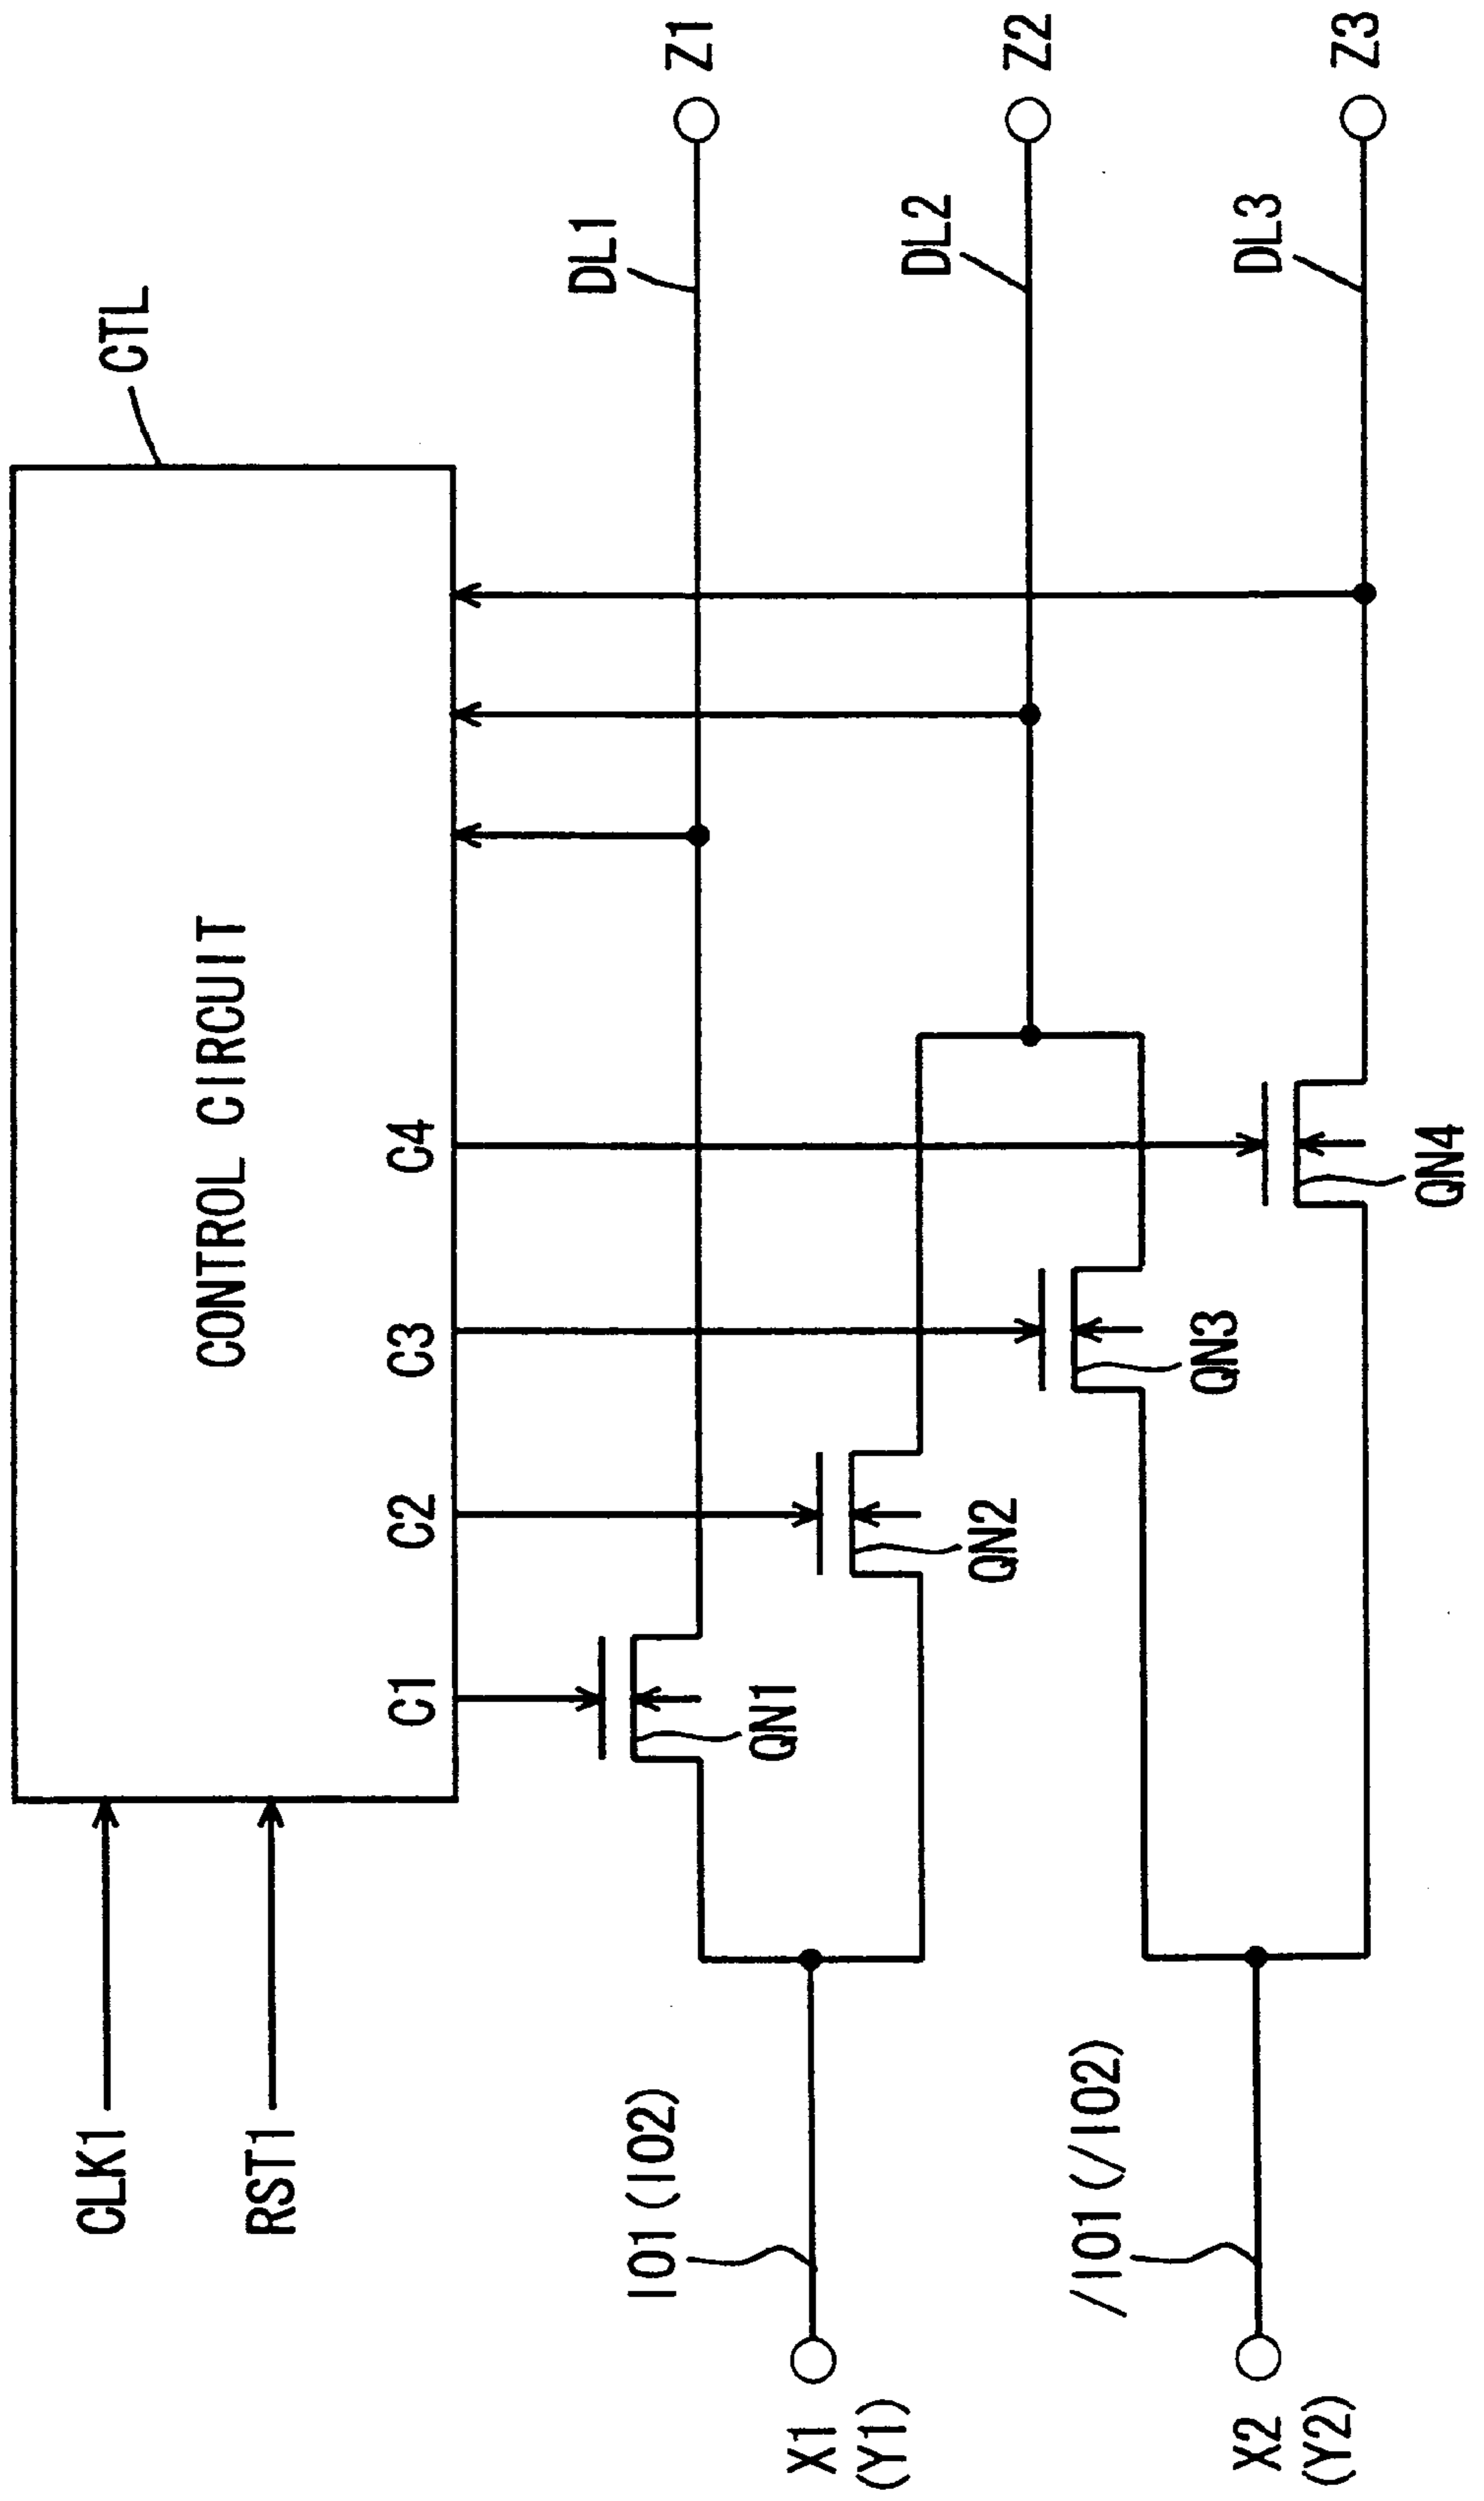 CTL
CLK1
RST1
CONTROL CIRCUIT
C1
C2
C3
C4
DL1
Z1
QN1
IO1(IO2)
X1
(Y1)
QN2
DL2
Z2
/IO1(/IO2)
QN3
X2
(Y2)
DL3
Z3
QN4